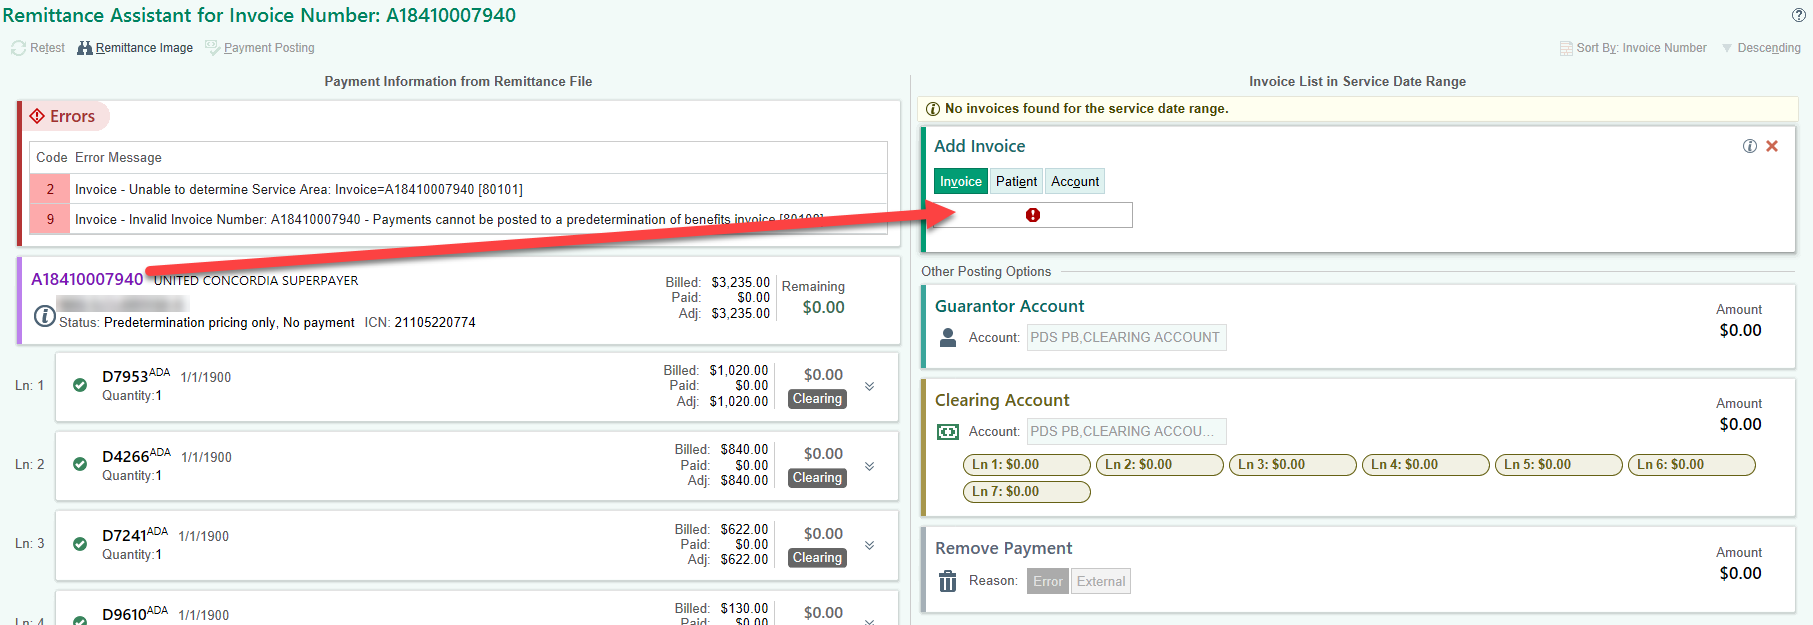 Remittance Assistant for Invoice Number: A18410007940
Retest Remittance Image Payment Posting
Sort By: Invoice Number Descending
Payment Information from Remittance File
Errors
Code Error Message
2 Invoice - Unable to determine Service Area: Invoice=A18410007940 [80101]
9 Invoice - Invalid Invoice Number: A18410007940 - Payments cannot be posted to a predetermination of benefits invoice
A18410007940 UNITED CONCORDIA SUPERPAYER
Status: Predetermination pricing only, No payment ICN: 21105220774
Billed: $3,235.00
Paid: $0.00
Adj: $3,235.00
Remaining
$0.00
Ln: 1
D7953 ADA 1/1/1900
Quantity:1
Billed: $1,020.00
Paid: $0.00
Adj: $1,020.00
$0.00
Clearing
Ln: 2
D4266 ADA 1/1/1900
Quantity:1
Billed: $840.00
Paid: $0.00
Adj: $840.00
$0.00
Clearing
Ln: 3
D7241 ADA 1/1/1900
Quantity:1
Billed: $622.00
Paid: $0.00
Adj: $622.00
$0.00
Clearing
Ln: 4
D9610 ADA 1/1/1900
Billed: $130.00
Paid: $0.00
$0.00
Invoice List in Service Date Range
No invoices found for the service date range.
Add Invoice
Invoice Patient Account
Other Posting Options
Guarantor Account
Account: PDS PB,CLEARING ACCOUNT
Amount
$0.00
Clearing Account
Account: PDS PB,CLEARING ACCOU...
Amount
$0.00
Ln 1: $0.00 Ln 2: $0.00 Ln 3: $0.00 Ln 4: $0.00 Ln 5: $0.00 Ln 6: $0.00
Ln 7: $0.00
Remove Payment
Reason: Error External
Amount
$0.00